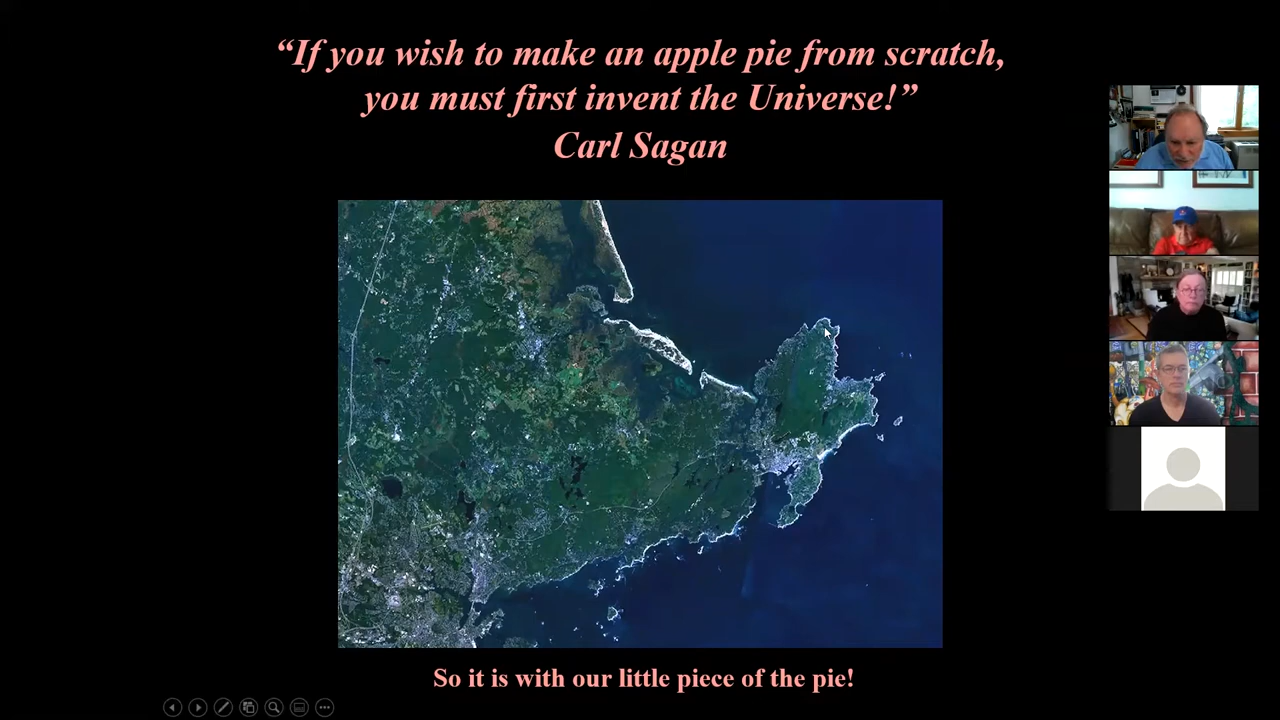 “If you wish to make an apple pie from scratch,
you must first invent the Universe!”
Carl Sagan
So it is with our little piece of the pie!